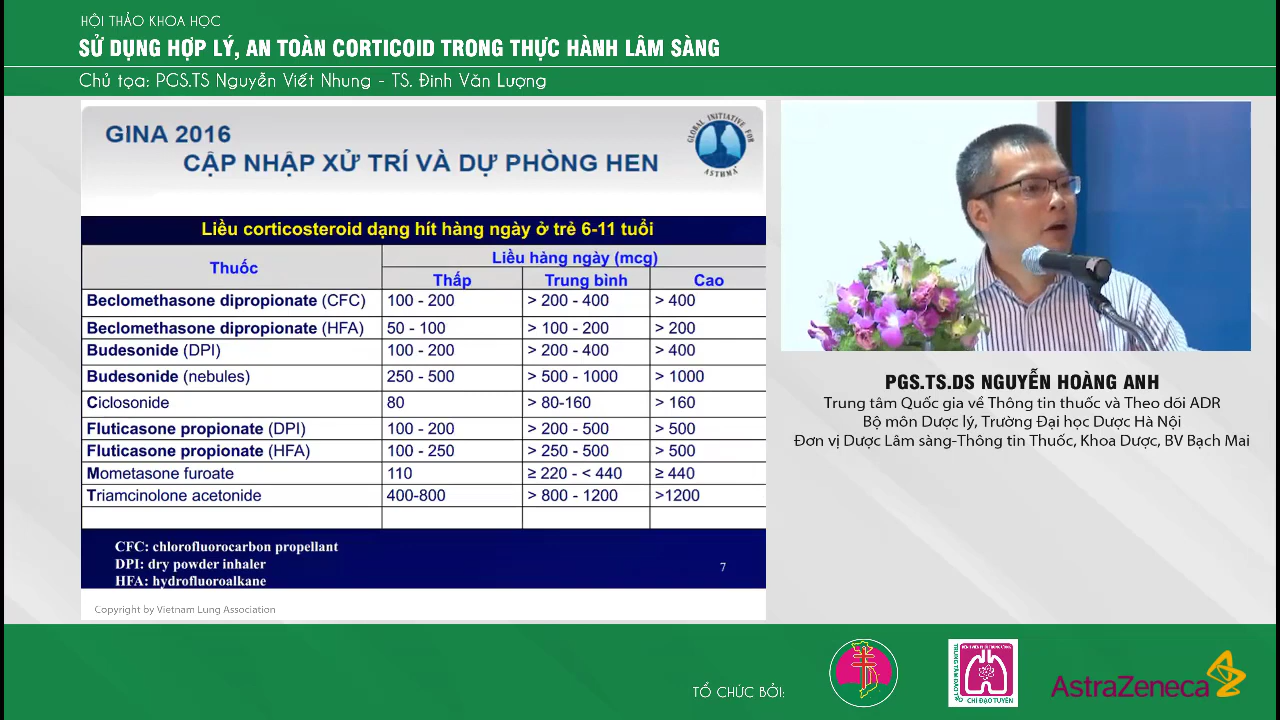 HỘI THẢO KHOA HỌC
SỬ DỤNG HỢP LÝ, AN TOÀN CORTICOID TRONG THỰC HÀNH LÂM SÀNG
Chủ tọa: PGS.TS Nguyễn Viết Nhung - TS. Đinh Văn Lượng
GINA 2016
CẬP NHẬP XỬ TRÍ VÀ DỰ PHÒNG HEN
GLOBAL INITIATIVE FOR ASTHMA
Liều corticosteroid dạng hít hàng ngày ở trẻ 6-11 tuổi
Thuốc Liều hàng ngày (mcg)
Thấp Trung bình Cao
Beclomethasone dipropionate (CFC) 100 - 200 > 200 - 400 > 400
Beclomethasone dipropionate (HFA) 50 - 100 > 100 - 200 > 200
Budesonide (DPI) 100 - 200 > 200 - 400 > 400
Budesonide (nebules) 250 - 500 > 500 - 1000 > 1000
Ciclosonide 80 > 80-160 > 160
Fluticasone propionate (DPI) 100 - 200 > 200 - 500 > 500
Fluticasone propionate (HFA) 100 - 250 > 250 - 500 > 500
Mometasone furoate 110 ≥ 220 - < 440 ≥ 440
Triamcinolone acetonide 400-800 > 800 - 1200 >1200
CFC: chlorofluorocarbon propellant
DPI: dry powder inhaler
HFA: hydrofluoroalkane
7
Copyright by Vietnam Lung Association
PGS.TS.DS NGUYỄN HOÀNG ANH
Trung tâm Quốc gia về Thông tin thuốc và Theo dõi ADR
Bộ môn Dược lý, Trường Đại học Dược Hà Nội
Đơn vị Dược Lâm sàng-Thông tin Thuốc, Khoa Dược, BV Bạch Mai
TỔ CHỨC BỞI:
CHỈ ĐẠO TUYẾN
AstraZeneca